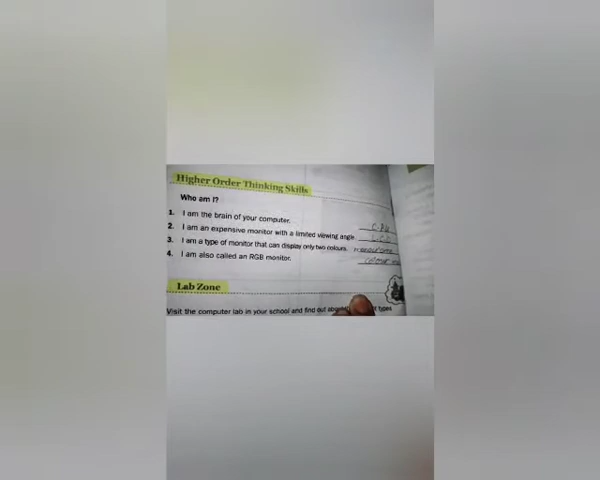 Higher Order Thinking Skills
Who am I?
1. I am the brain of your computer. C.P.U
2. I am an expensive monitor with a limited viewing angle. L.C.D
3. I am a type of monitor that can display only two colours.
4. I am also called an RGB monitor. colour
Lab Zone
Visit the computer lab in your school and find out about types